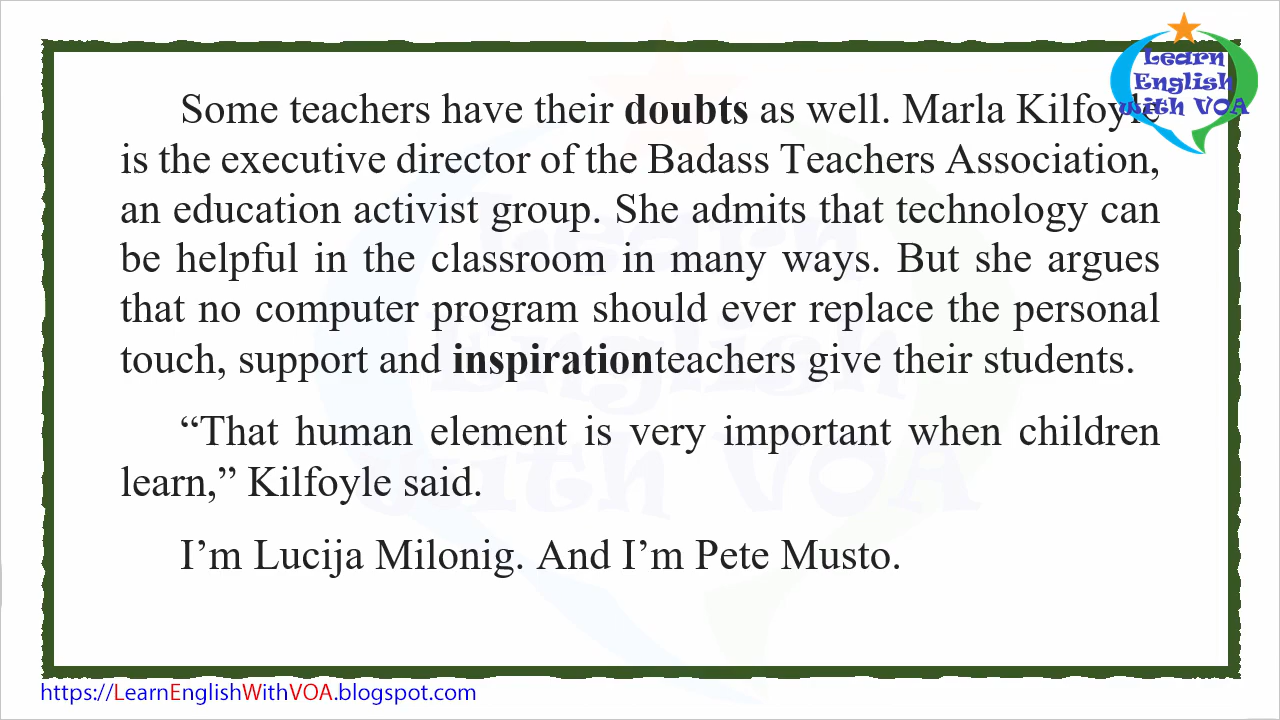 Learn
English
with VOA
Some teachers have their doubts as well. Marla Kilfoyle
is the executive director of the Badass Teachers Association,
an education activist group. She admits that technology can
be helpful in the classroom in many ways. But she argues
that no computer program should ever replace the personal
touch, support and inspirationteachers give their students.
“That human element is very important when children
learn,” Kilfoyle said.
I’m Lucija Milonig. And I’m Pete Musto.
Learn
English
with VOA
https://LearnEnglishWithVOA.blogspot.com